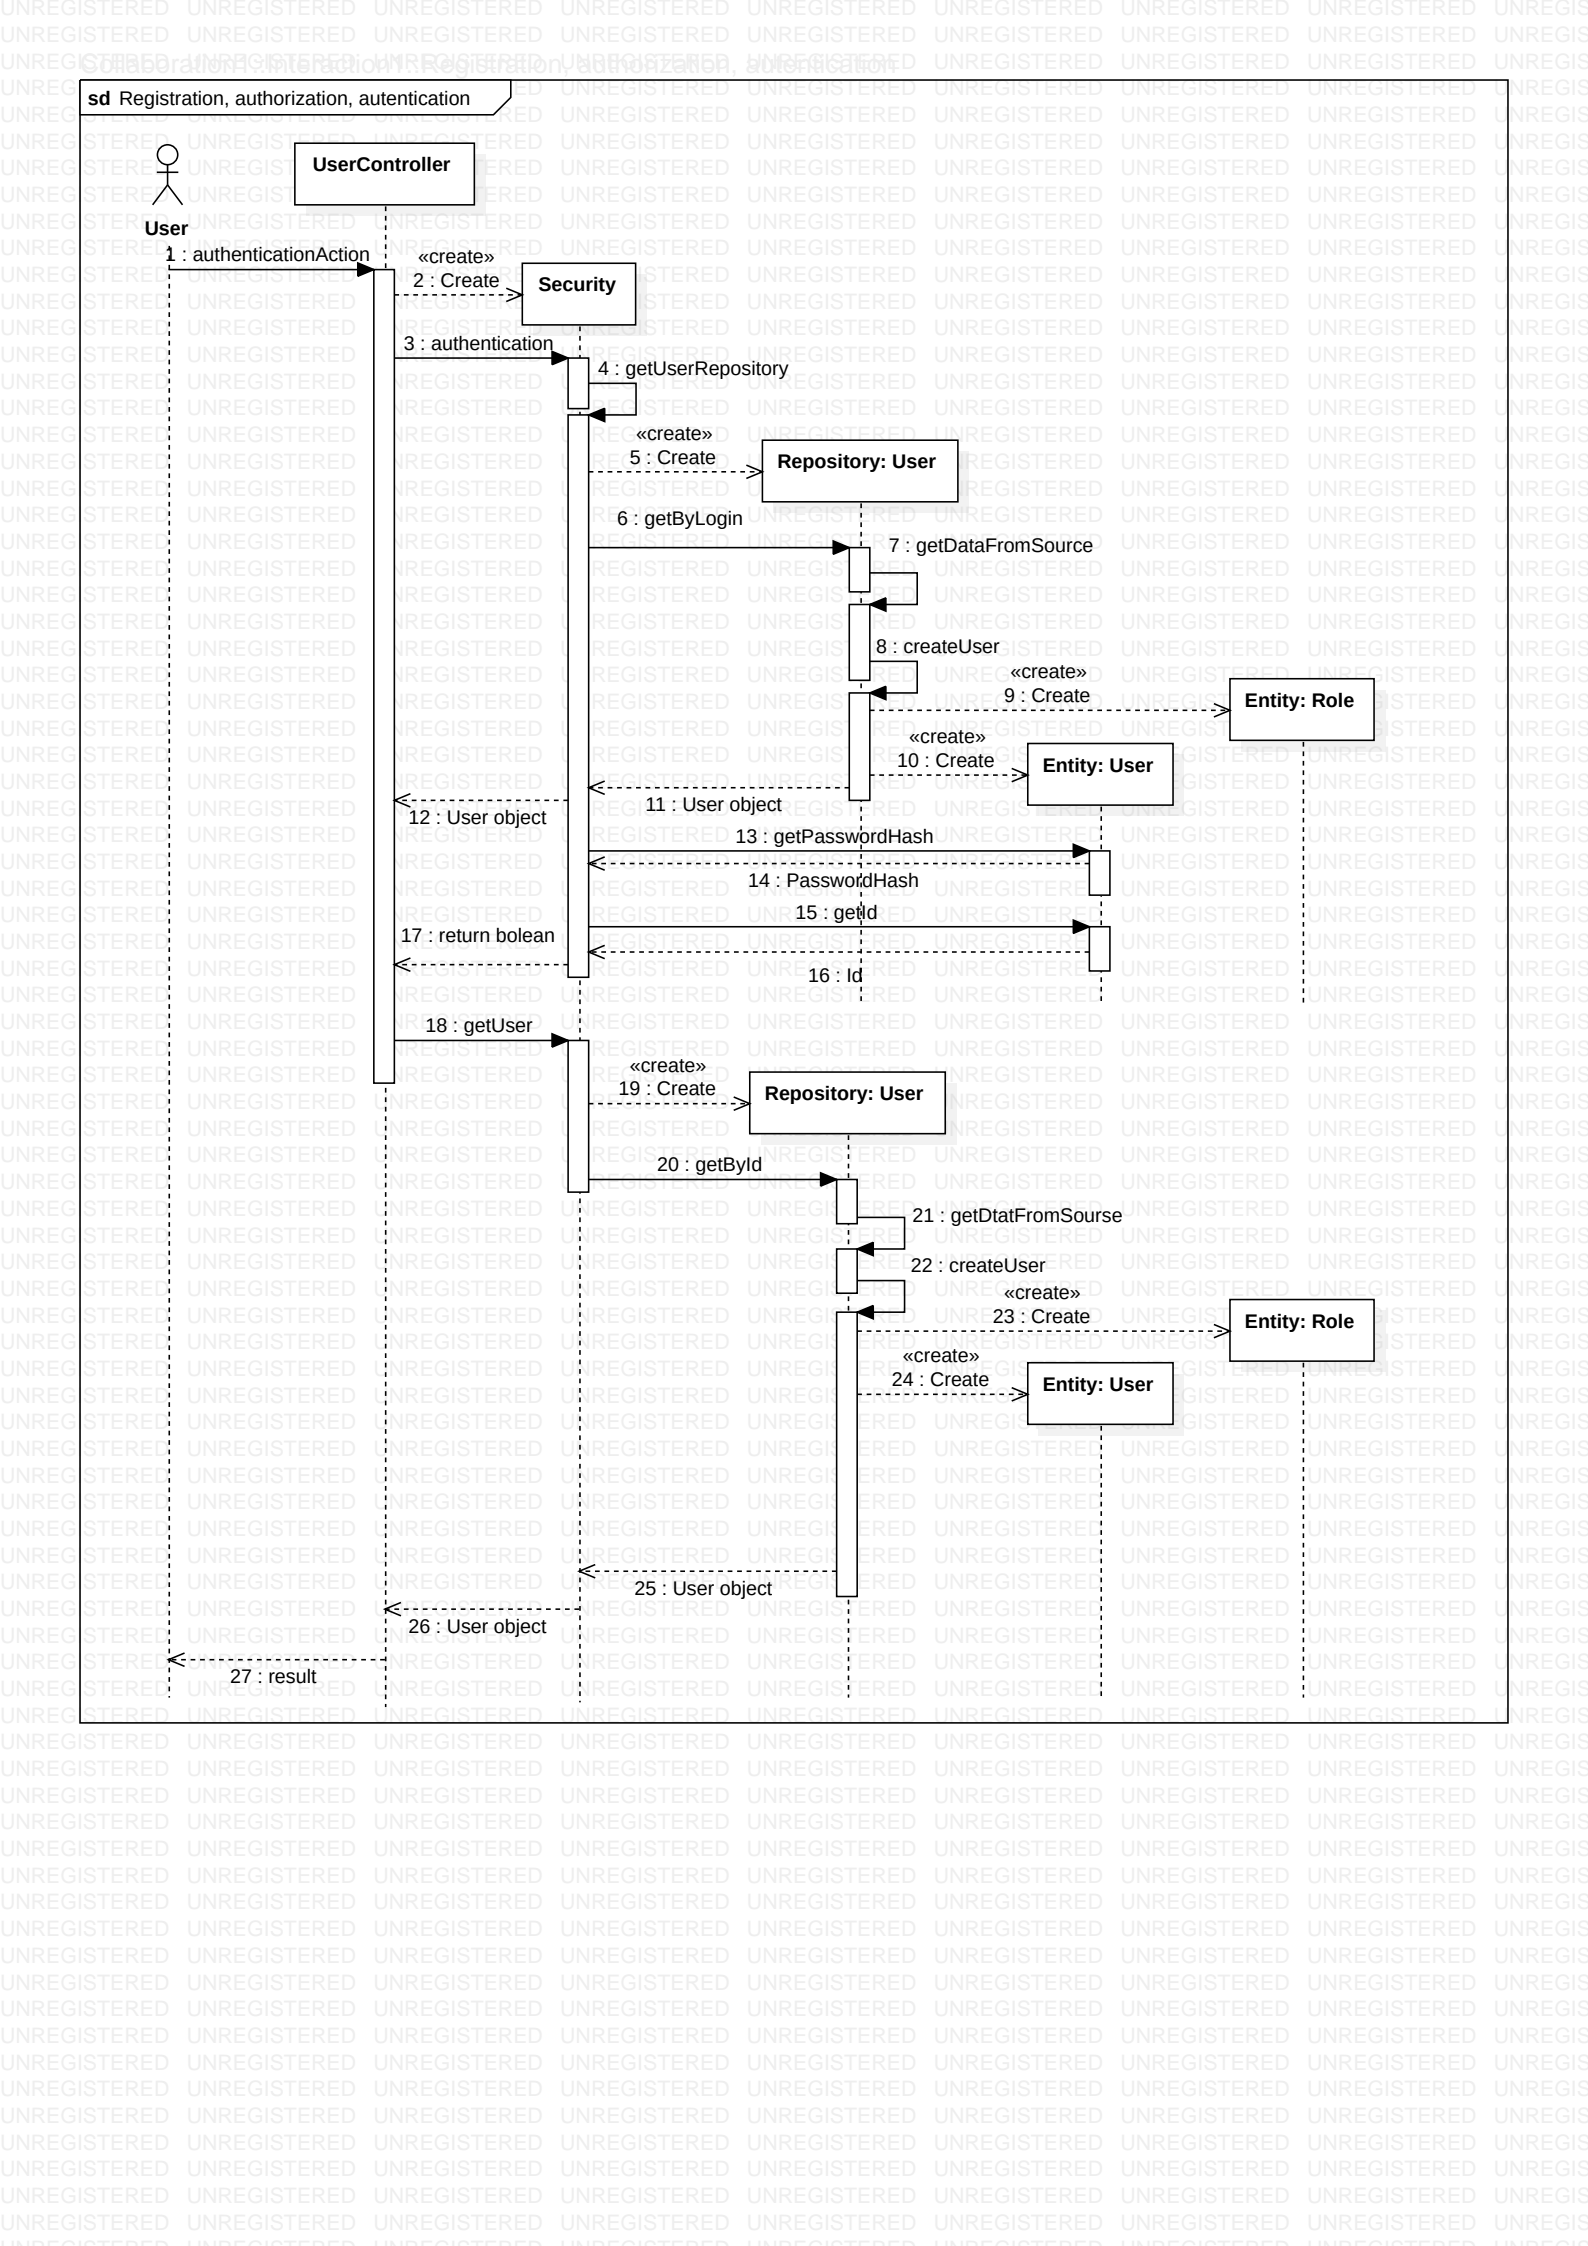 Collaboration1::Interaction1::Registration, authorization, autentication
sd Registration, authorization, autentication
UserController
User
1 : authenticationAction
«create»
2 : Create
Security
3 : authentication
4 : getUserRepository
«create»
5 : Create
Repository: User
6 : getByLogin
7 : getDataFromSource
8 : createUser
«create»
9 : Create
Entity: Role
«create»
10 : Create
Entity: User
11 : User object
12 : User object
13 : getPasswordHash
14 : PasswordHash
15 : getId
17 : return bolean
16 : Id
18 : getUser
«create»
19 : Create
Repository: User
20 : getById
21 : getDtatFromSourse
22 : createUser
«create»
23 : Create
Entity: Role
«create»
24 : Create
Entity: User
25 : User object
26 : User object
27 : result
UNREGISTERED